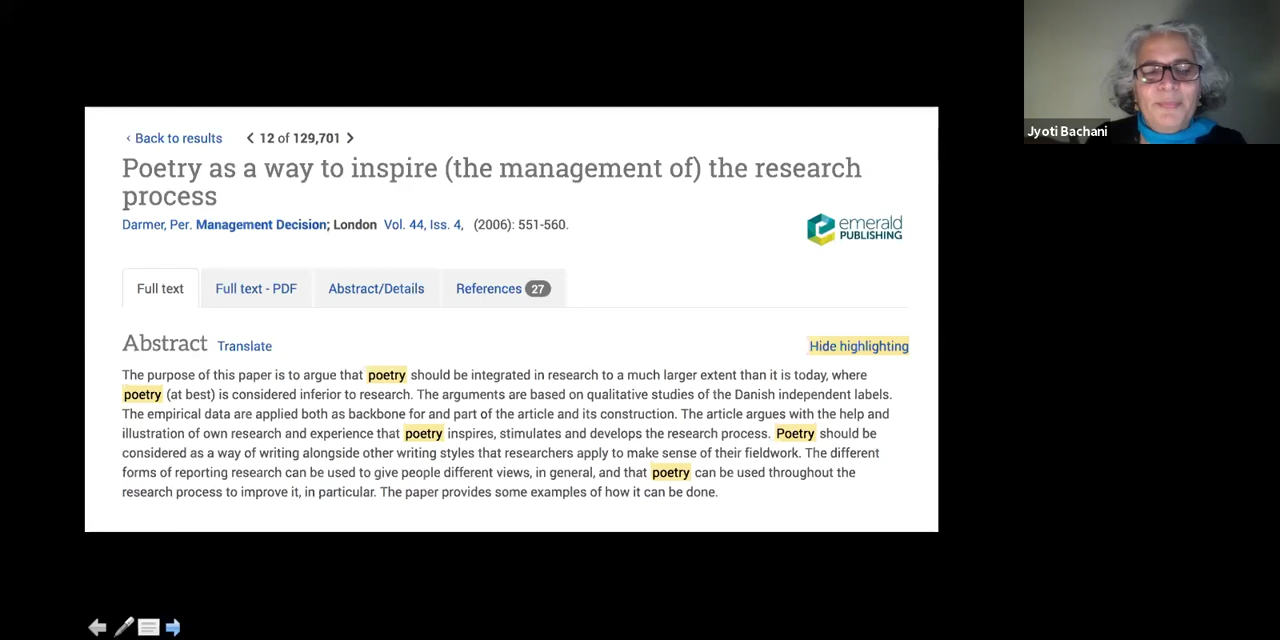 Jyoti Bachani
‹ Back to results < 12 of 129,701 >
Poetry as a way to inspire (the management of) the research
process
Darmer, Per. Management Decision; London Vol. 44, Iss. 4, (2006): 551-560.
emerald
PUBLISHING
Full text Full text - PDF Abstract/Details References 27
Abstract Translate Hide highlighting
The purpose of this paper is to argue that poetry should be integrated in research to a much larger extent than it is today, where
poetry (at best) is considered inferior to research. The arguments are based on qualitative studies of the Danish independent labels.
The empirical data are applied both as backbone for and part of the article and its construction. The article argues with the help and
illustration of own research and experience that poetry inspires, stimulates and develops the research process. Poetry should be
considered as a way of writing alongside other writing styles that researchers apply to make sense of their fieldwork. The different
forms of reporting research can be used to give people different views, in general, and that poetry can be used throughout the
research process to improve it, in particular. The paper provides some examples of how it can be done.